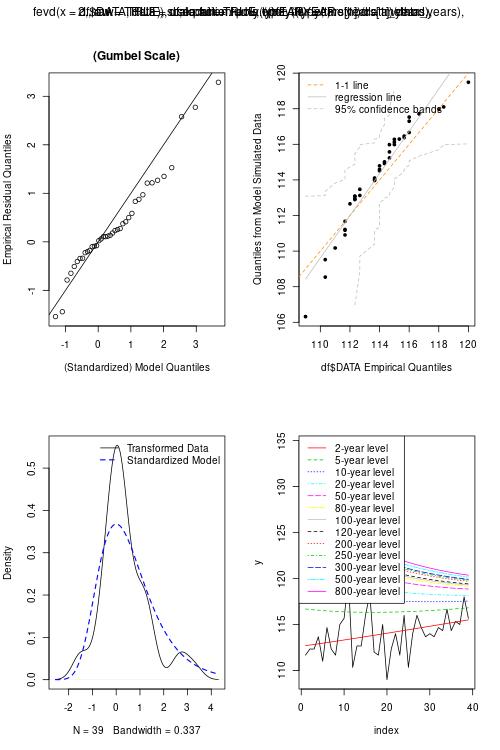 fevd(x =
(Gumbel Scale)
Empirical Residual Quantiles
3
2
1
0
-1
-1 0 1 2 3
(Standardized) Model Quantiles
Quantiles from Model Simulated Data
120
118
116
114
112
110
106
1-1 line
regression line
95% confidence bands
110 112 114 116 118 120
df$DATA Empirical Quantiles
Density
0.5
0.4
0.3
0.2
0.1
0.0
Transformed Data
Standardized Model
-2 -1 0 1 2 3 4
N = 39 Bandwidth = 0.337
y
135
130
125
120
115
110
2-year level
5-year level
10-year level
20-year level
50-year level
80-year level
100-year level
120-year level
200-year level
250-year level
300-year level
500-year level
800-year level
0 10 20 30 40
index